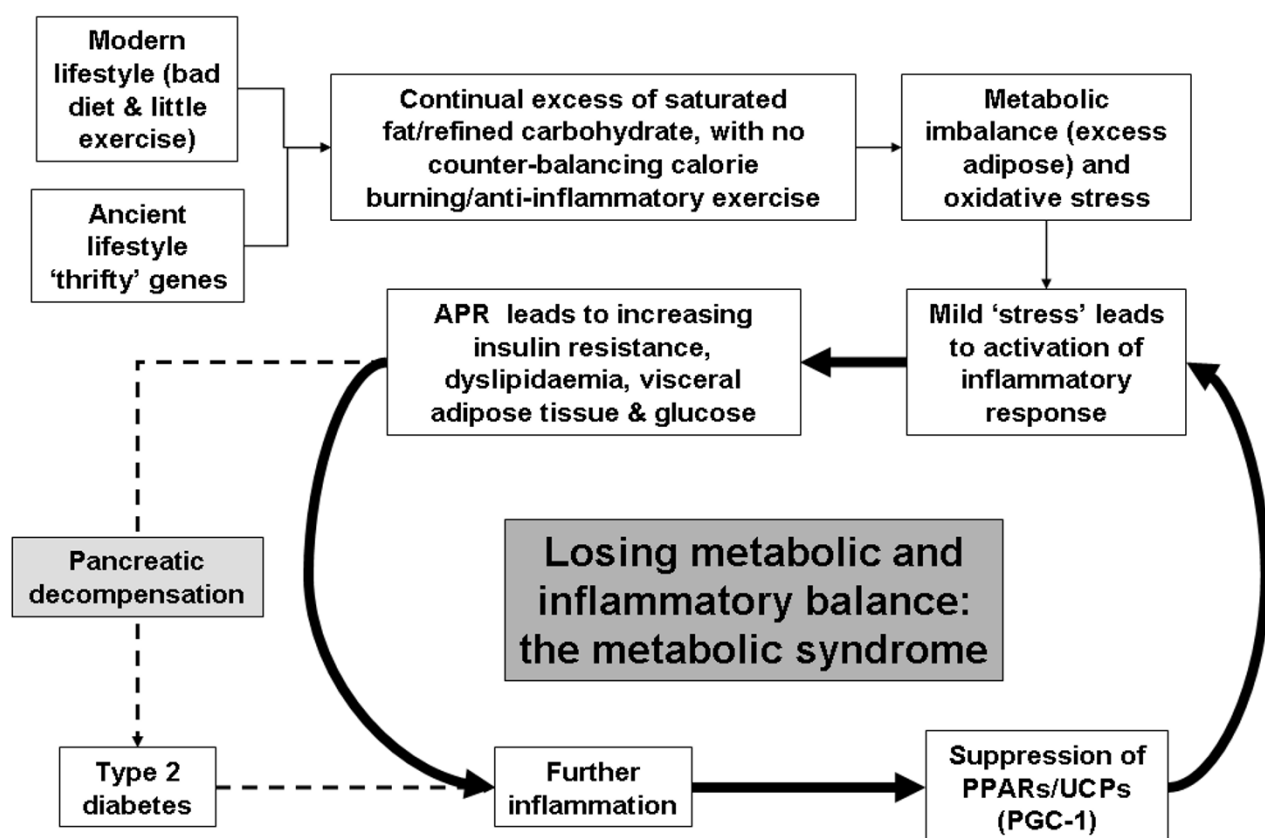 Modern
lifestyle (bad
diet & little
exercise)
Ancient
lifestyle
‘thrifty’ genes
Continual excess of saturated
fat/refined carbohydrate, with no
counter-balancing calorie
burning/anti-inflammatory exercise
Metabolic
imbalance (excess
adipose) and
oxidative stress
APR leads to increasing
insulin resistance,
dyslipidaemia, visceral
adipose tissue & glucose
Mild ‘stress’ leads
to activation of
inflammatory
response
Pancreatic
decompensation
Losing metabolic and
inflammatory balance:
the metabolic syndrome
Type 2
diabetes
Further
inflammation
Suppression of
PPARs/UCPs
(PGC-1)